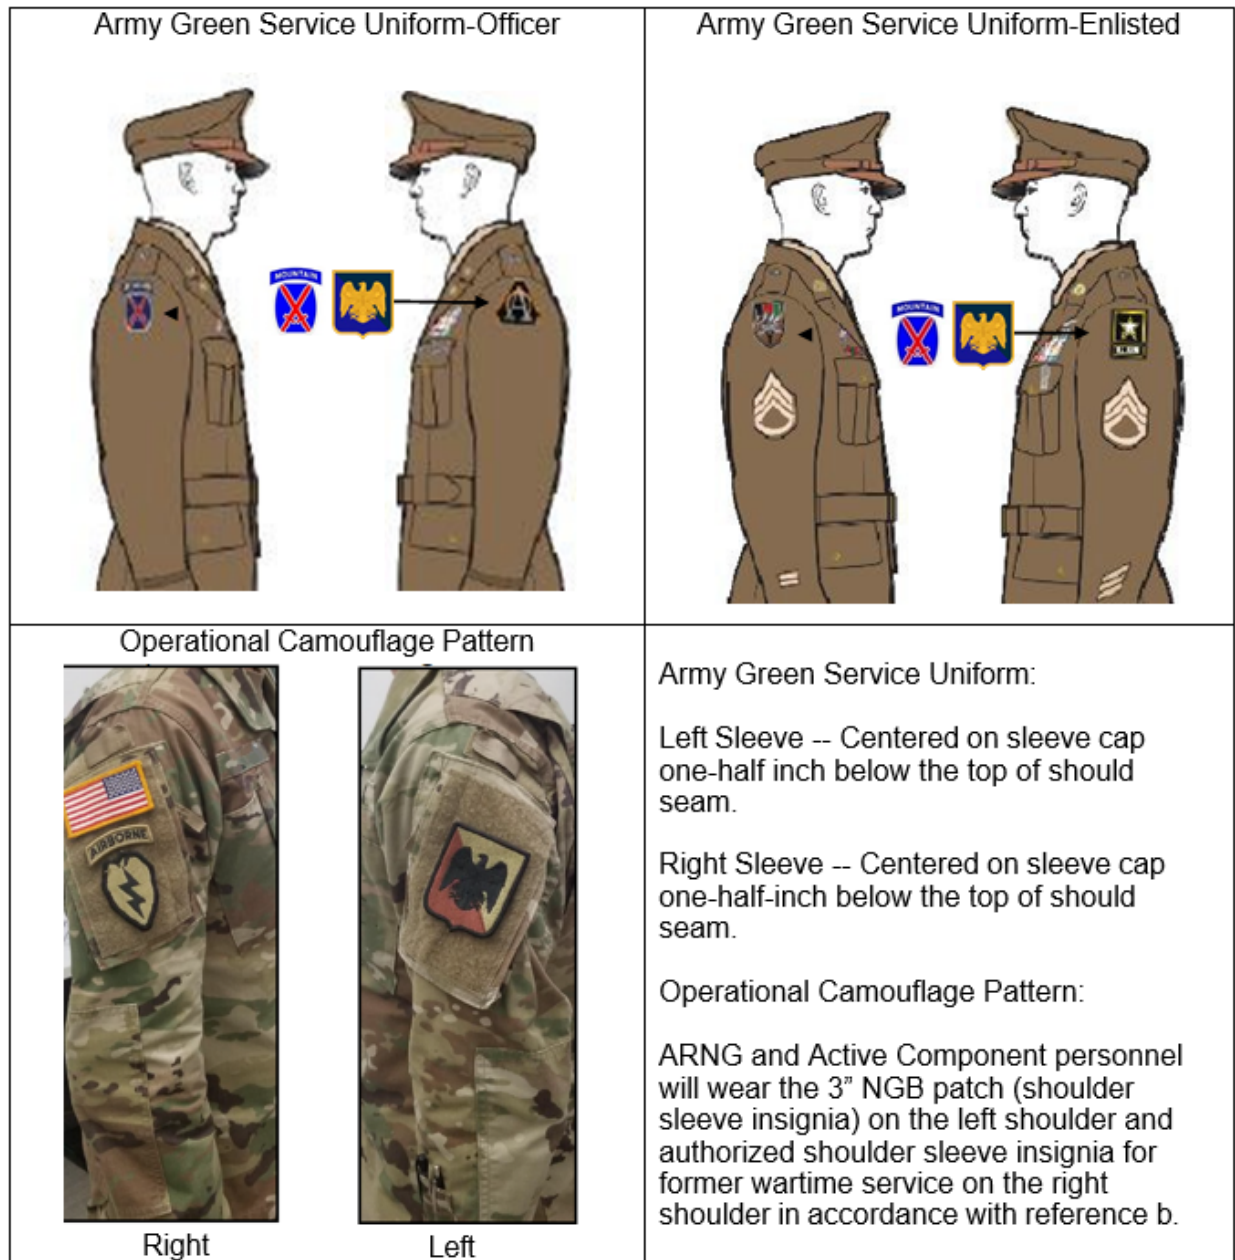 Army Green Service Uniform-Officer
Army Green Service Uniform-Enlisted
MOUNTAIN
MOUNTAIN
Operational Camouflage Pattern
AIRBORNE
Right
Left
Army Green Service Uniform:
Left Sleeve -- Centered on sleeve cap
one-half inch below the top of should
seam.
Right Sleeve -- Centered on sleeve cap
one-half-inch below the top of should
seam.
Operational Camouflage Pattern:
ARNG and Active Component personnel
will wear the 3” NGB patch (shoulder
sleeve insignia) on the left shoulder and
authorized shoulder sleeve insignia for
former wartime service on the right
shoulder in accordance with reference b.